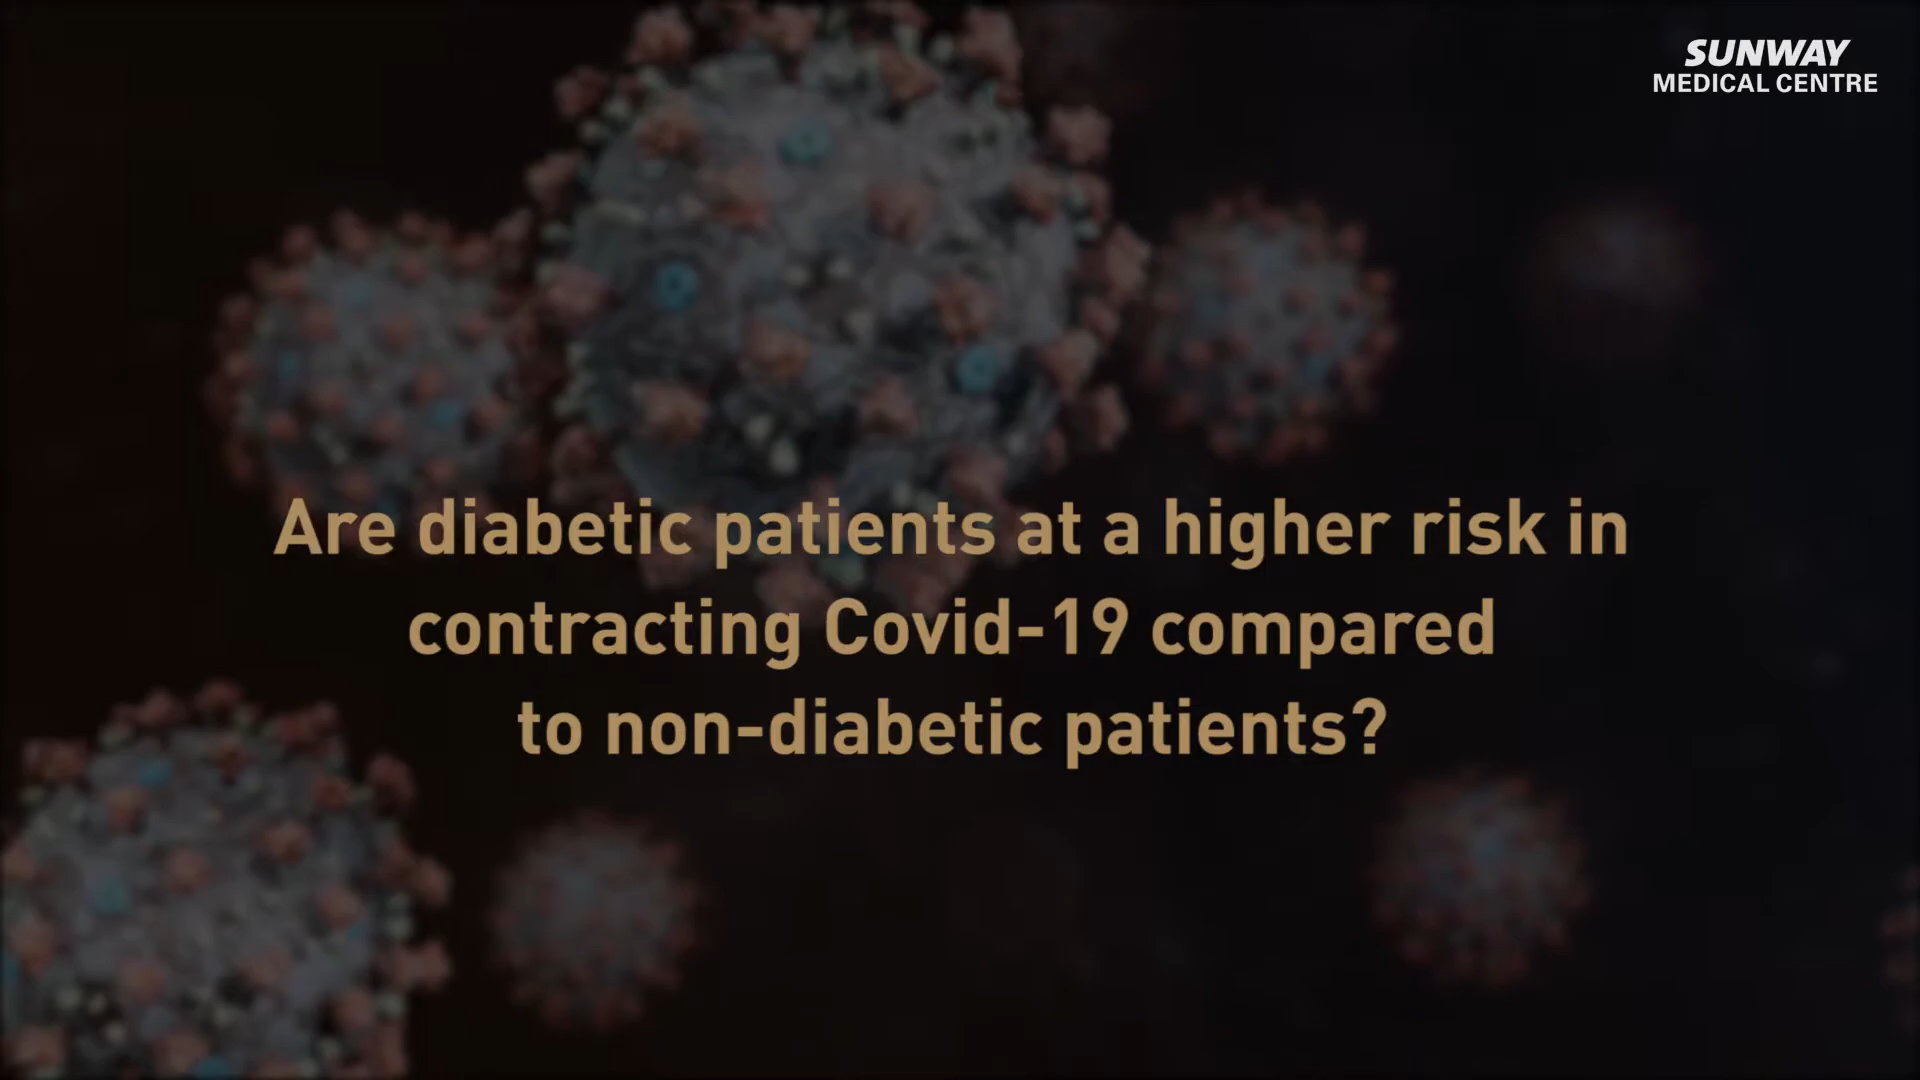 SUNWAY
MEDICAL CENTRE
Are diabetic patients at a higher risk in
contracting Covid-19 compared
to non-diabetic patients?